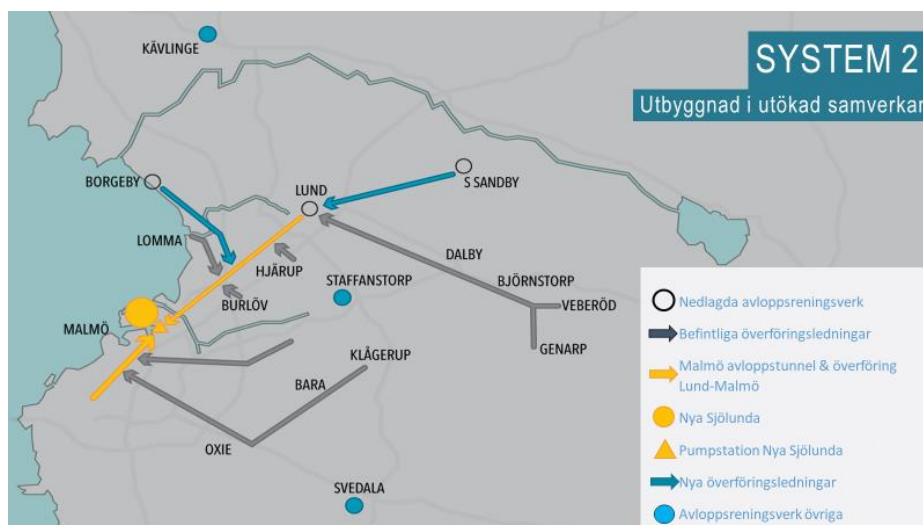 SYSTEM 2
Utbyggnad i utökad samverkan
KÄVLINGE
BORGEBY
S SANDBY
LUND
LOMMA
HJÄRUP
DALBY
STAFFANSTORP
BJÖRNSTORP
BURLÖV
VEBERÖD
MALMÖ
GENARP
KLÅGERUP
BARA
OXIE
SVEDALA
Nedlagda avloppsreningsverk
Befintliga överföringsledningar
Malmö avloppstunnel & överföring
Lund-Malmö
Nya Sjölunda
Pumpstation Nya Sjölunda
Nya överföringsledningar
Avloppsreningsverk övriga